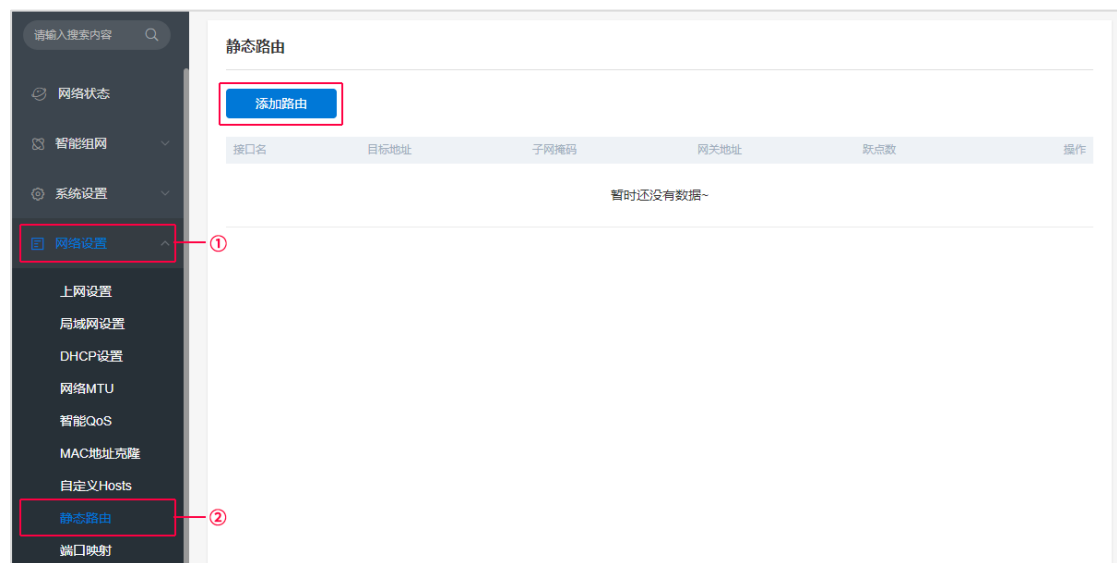 请输入搜索内容
网络状态
智能组网
系统设置
网络设置
①
上网设置
局域网设置
DHCP设置
网络MTU
智能QoS
MAC地址克隆
自定义Hosts
静态路由
②
端口映射
静态路由
添加路由
接口名 目标地址 子网掩码 网关地址 跃点数 操作
暂时还没有数据~